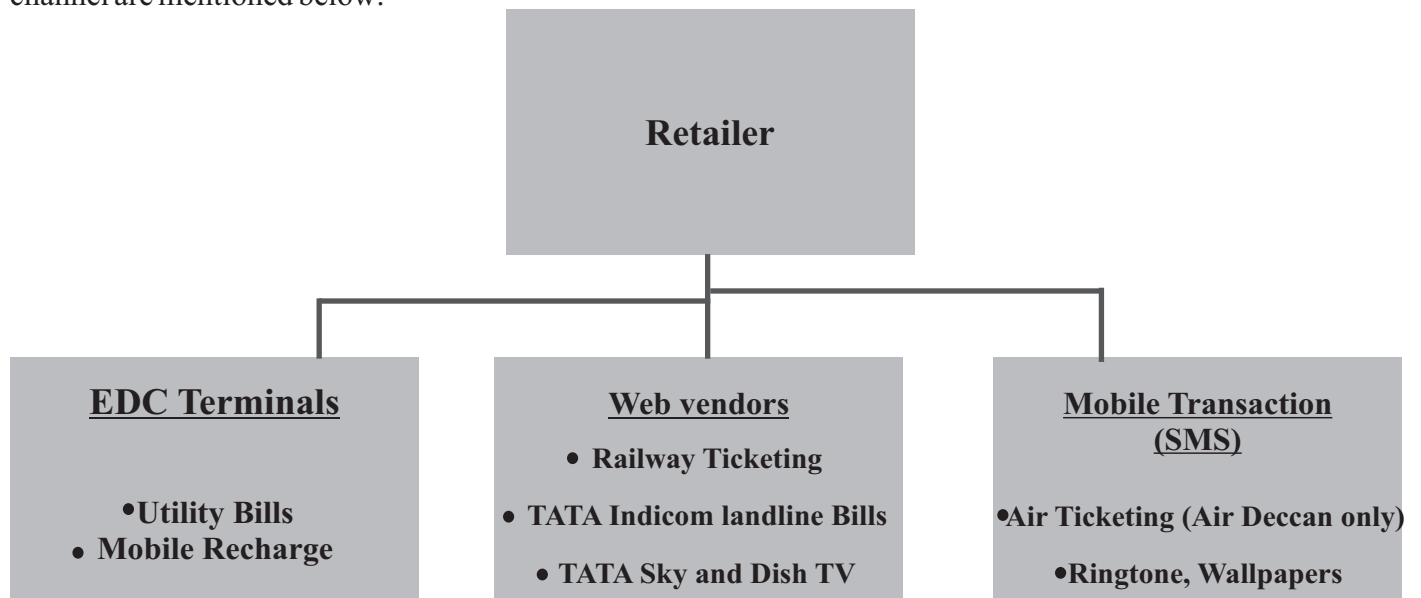 channel are mentioned below:
Retailer
EDC Terminals
•Utility Bills
• Mobile Recharge
Web vendors
• Railway Ticketing
• TATA Indicom landline Bills
• TATA Sky and Dish TV
Mobile Transaction
(SMS)
•Air Ticketing (Air Deccan only)
•Ringtone, Wallpapers